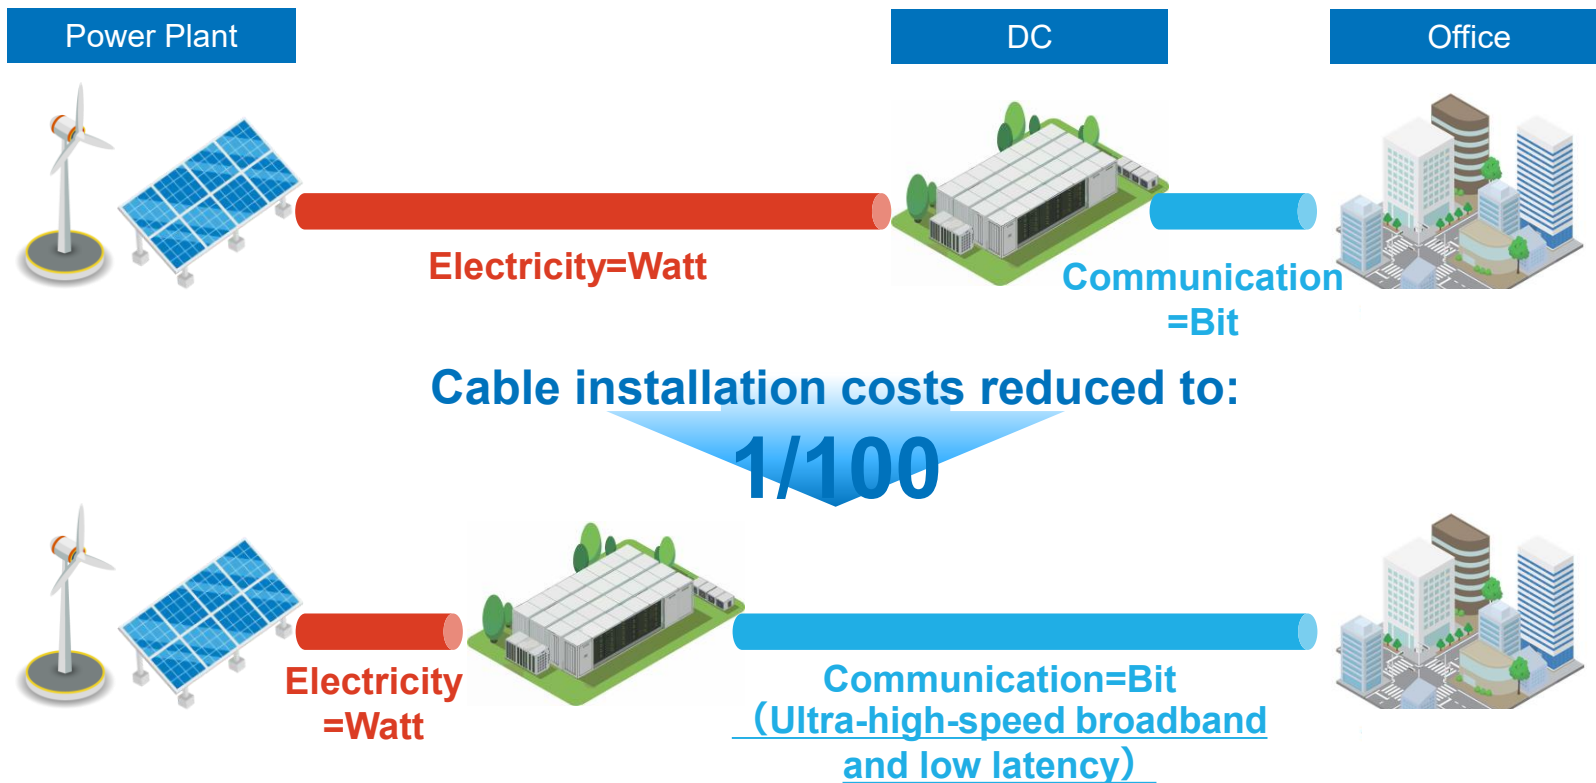 Power Plant
DC
Office
Electricity=Watt
Communication
=Bit
Cable installation costs reduced to:
1/100
Electricity
=Watt
Communication=Bit
（Ultra-high-speed broadband
and low latency）